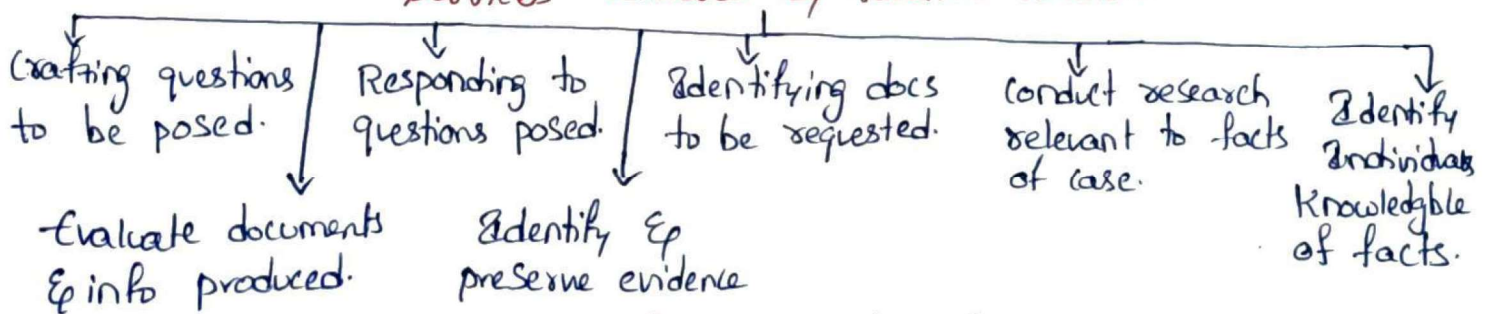 Crafting questions
to be posed.
Responding to
questions posed.
Identifying docs
to be requested.
Conduct research
relevant to facts
of case.
Identify
Individuals
Knowledgble
of facts.
Evaluate documents
& info produced.
Identify &
preserve evidence